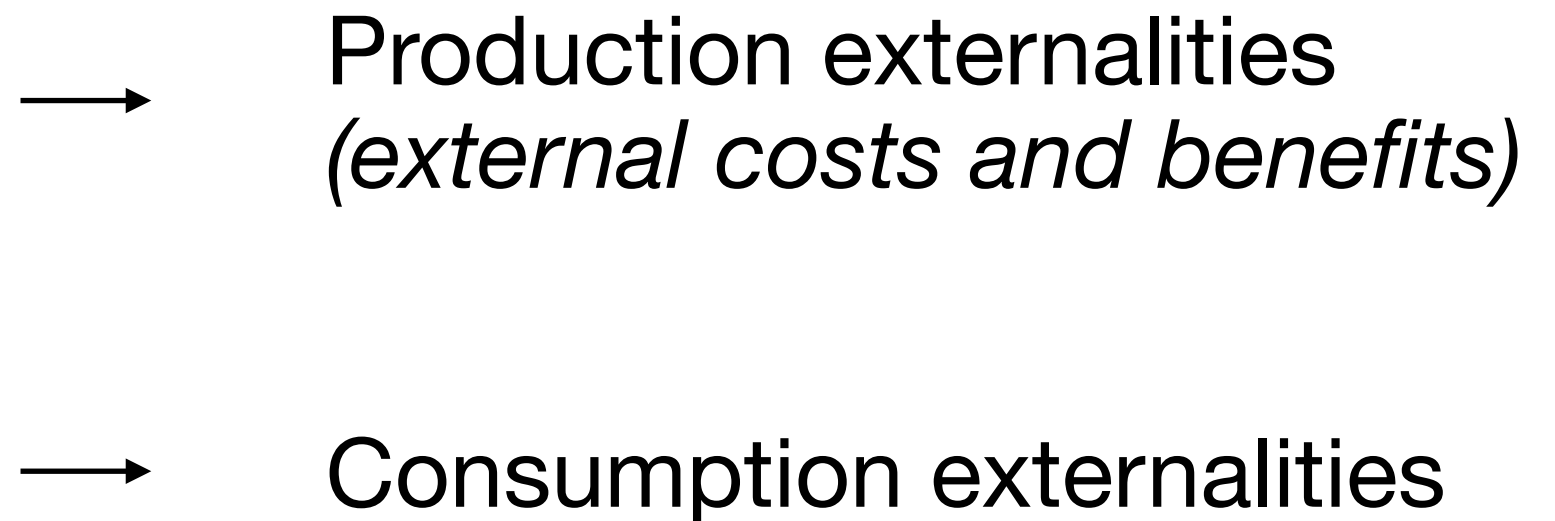 Production externalities
(external costs and benefits)
Consumption externalities